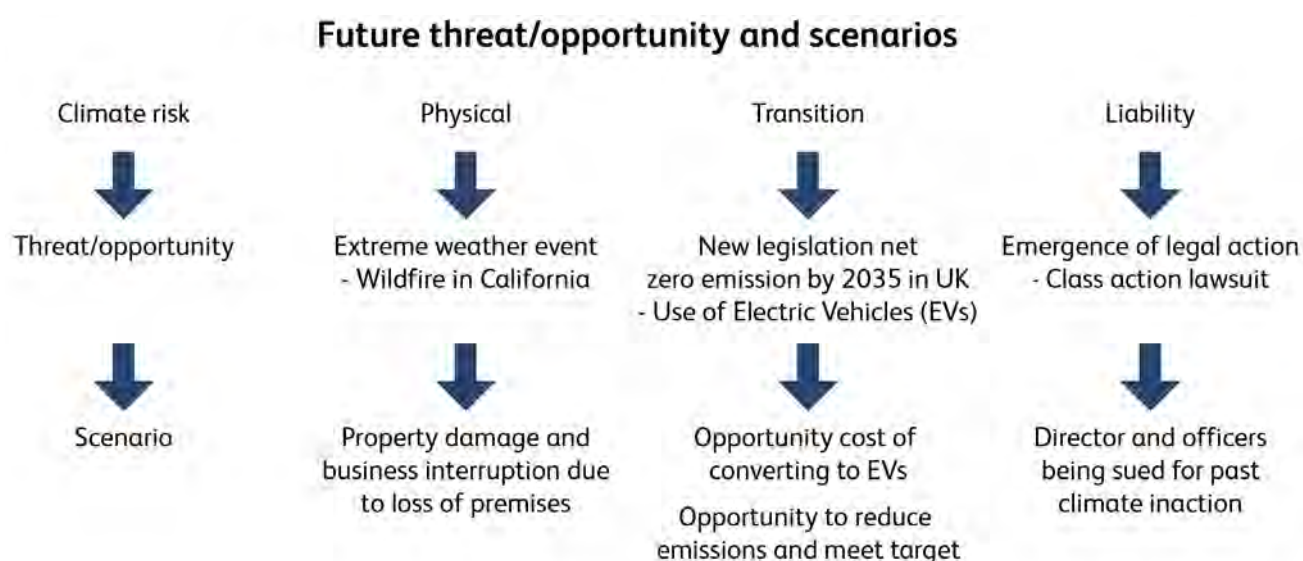 Future threat/opportunity and scenarios
Climate risk
Physical
Transition
Liability
Threat/opportunity
Extreme weather event
- Wildfire in California
New legislation net
zero emission by 2035 in UK
- Use of Electric Vehicles (EVs)
Emergence of legal action
- Class action lawsuit
Scenario
Property damage and
business interruption due
to loss of premises
Opportunity cost of
converting to EVs
Opportunity to reduce
emissions and meet target
Director and officers
being sued for past
climate inaction